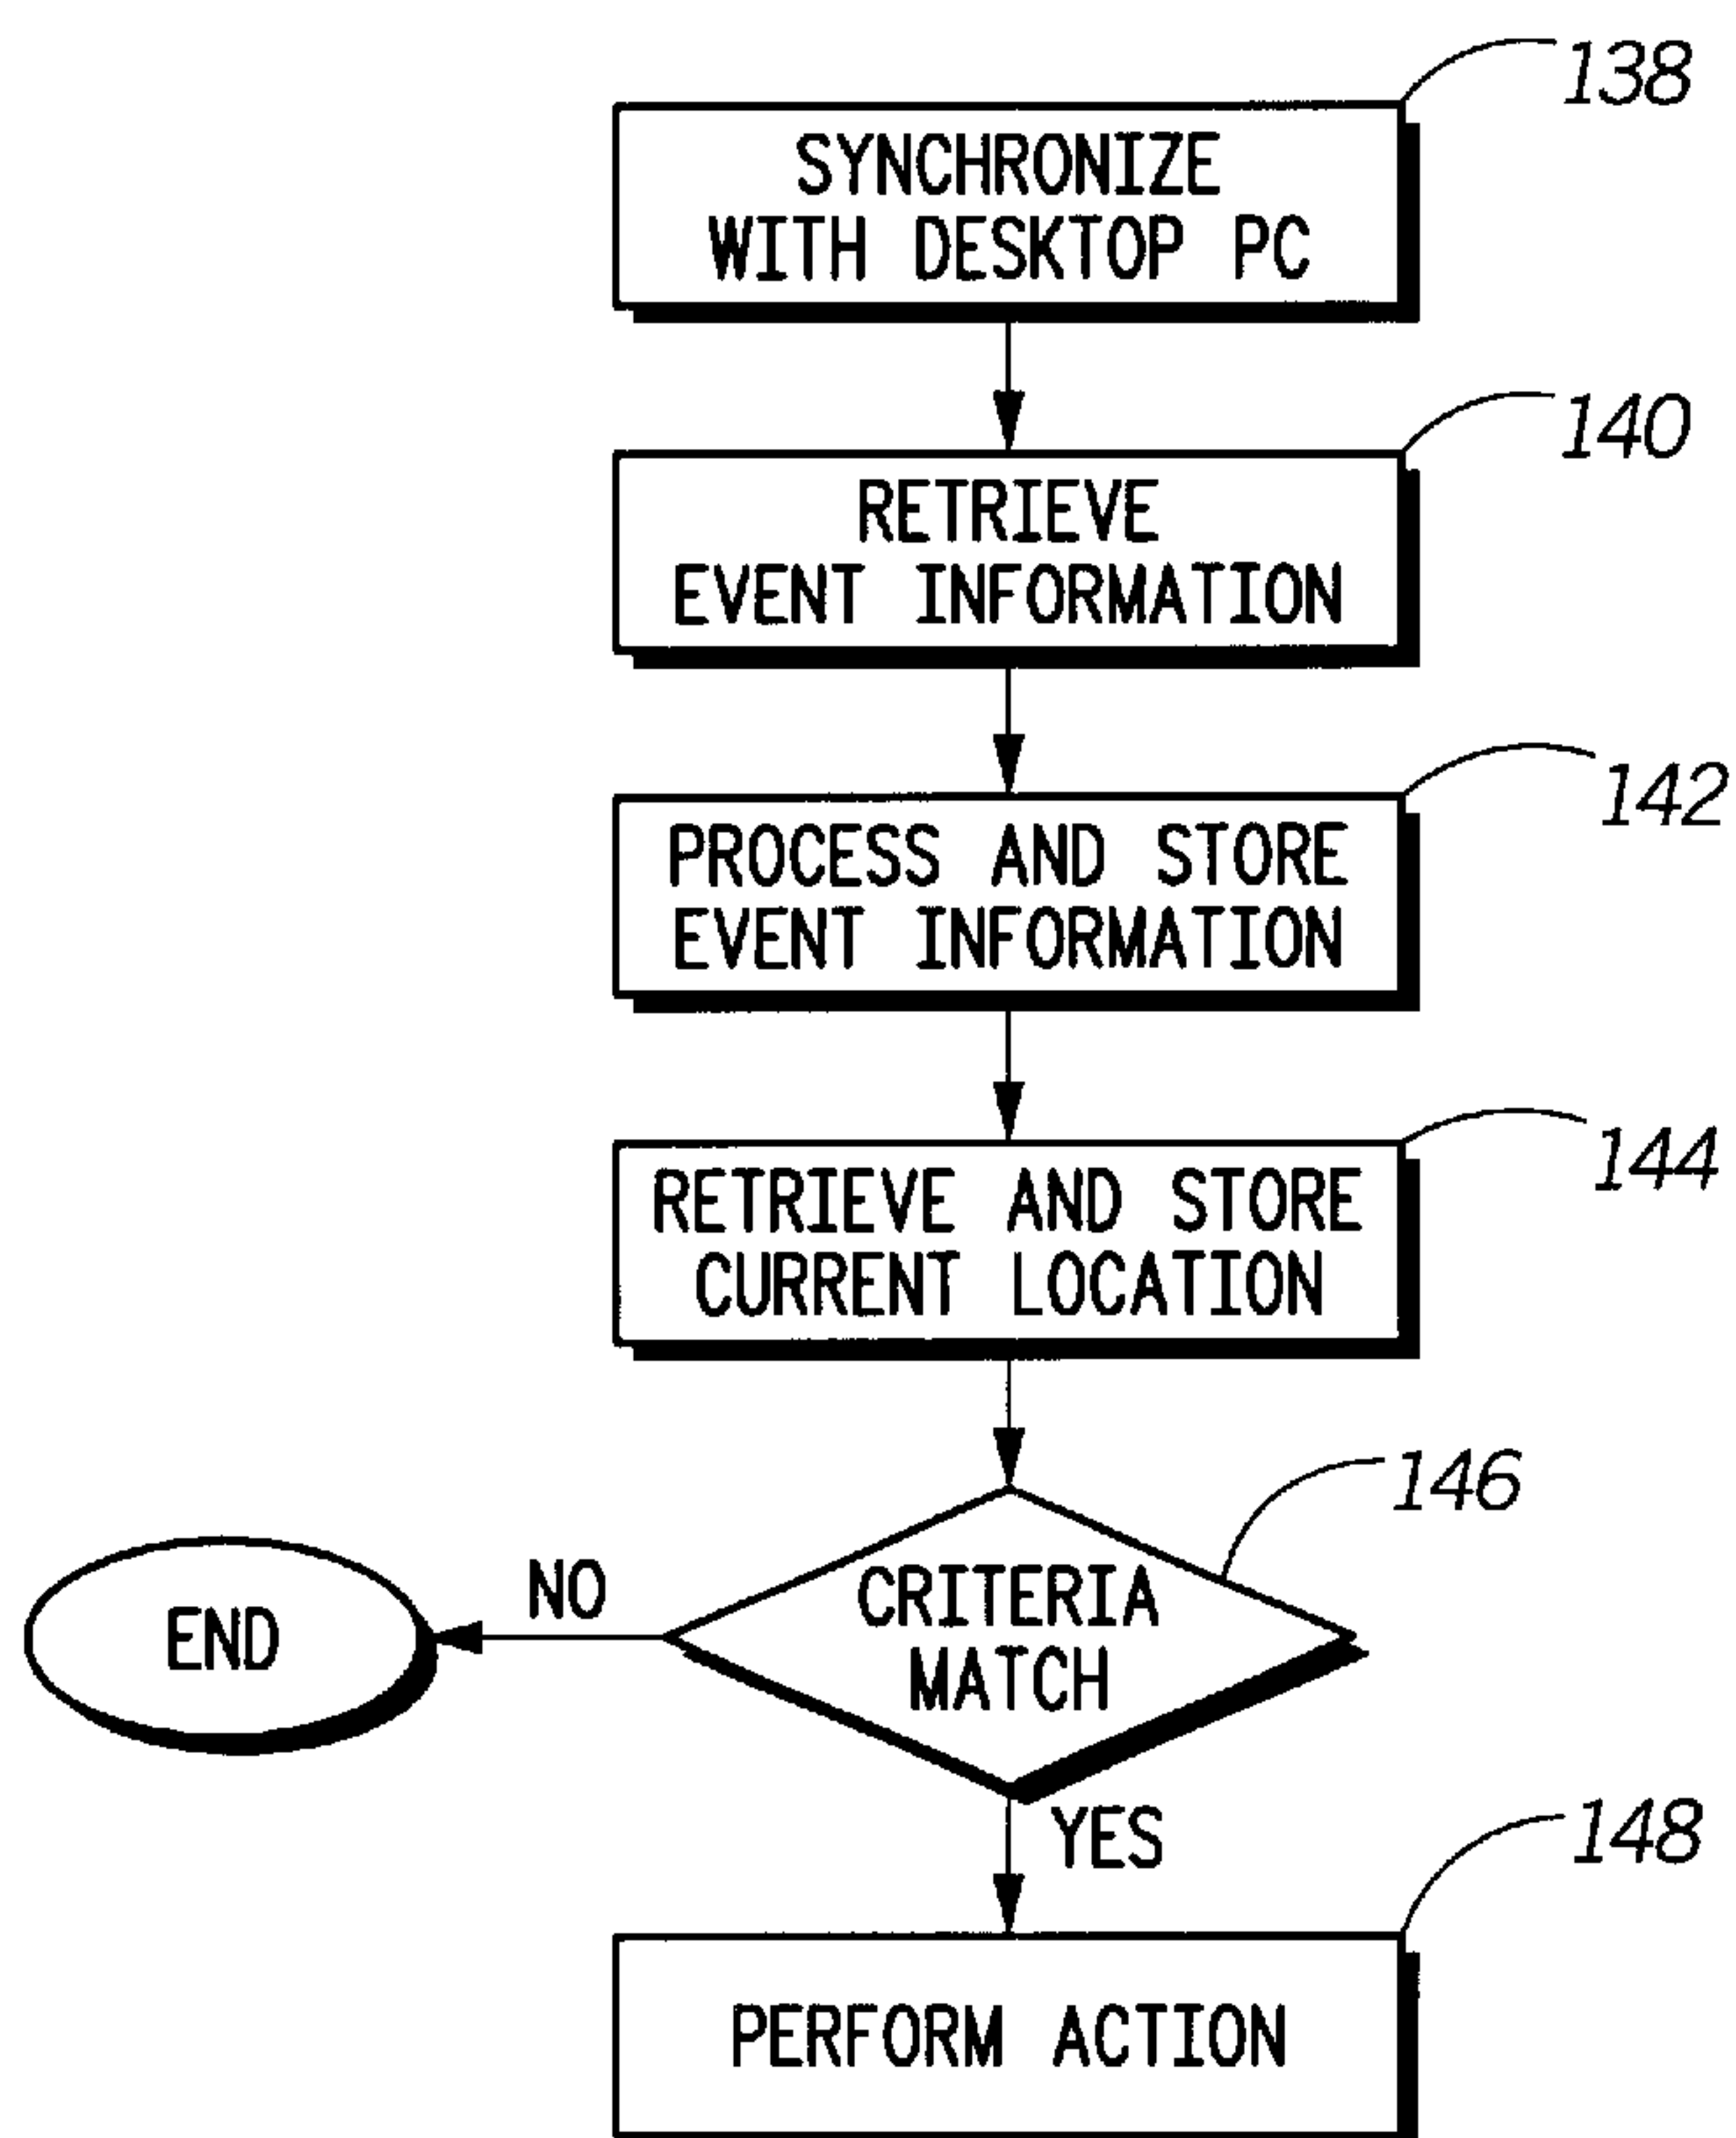 138
SYNCHRONIZE
WITH DESKTOP PC
140
RETRIEVE
EVENT INFORMATION
142
PROCESS AND STORE
EVENT INFORMATION
144
RETRIEVE AND STORE
CURRENT LOCATION
146
CRITERIA
MATCH
NO
END
YES
148
PERFORM ACTION